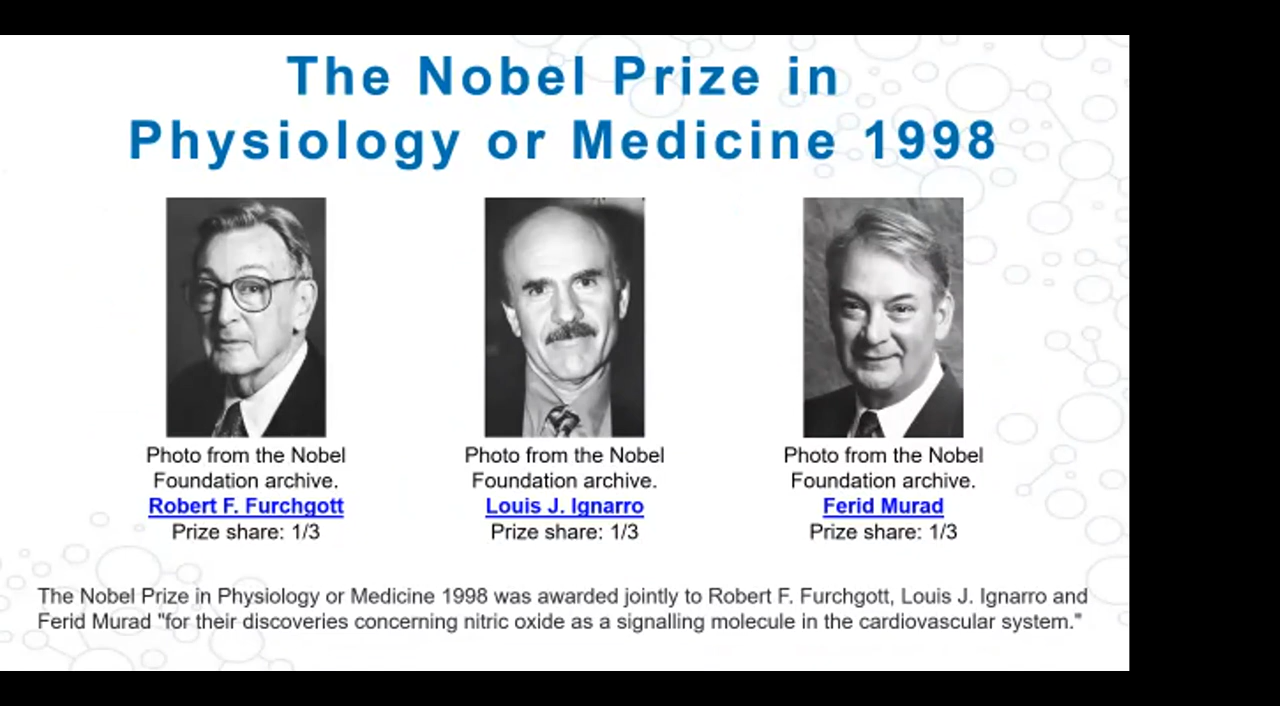 The Nobel Prize in
Physiology or Medicine 1998
Photo from the Nobel
Foundation archive.
Robert F. Furchgott
Prize share: 1/3
Photo from the Nobel
Foundation archive.
Louis J. Ignarro
Prize share: 1/3
Photo from the Nobel
Foundation archive.
Ferid Murad
Prize share: 1/3
The Nobel Prize in Physiology or Medicine 1998 was awarded jointly to Robert F. Furchgott, Louis J. Ignarro and
Ferid Murad "for their discoveries concerning nitric oxide as a signalling molecule in the cardiovascular system."